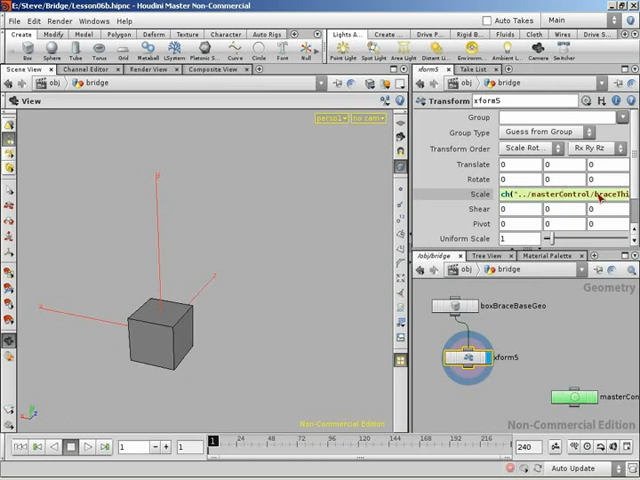 E:/Steve/Bridge/Lesson06b.hipnc - Houdini Master Non-Commercial
File Edit Render Windows Help Auto Takes Main
Create Modify Polygon Deform Model Texture Character Lights A... Create P... Drive P... Rigid B... Cloth Wires Fluid C...
Box Sphere Tube Torus Grid Metaball LSystem Platonic S... Curve Circle Font Null Point Light Spot Light Area Light Distant L... Environm... Ambient L...
Scene View Channel Editor Render View Composite View
obj bridge
View
persp1 no cam
x y z
Non-Commercial Edition
xform5 Take List
obj bridge
Transform xform5
Group
Group Type Guess from Group
Transform Order Scale Rot... Rx Ry Rz
Translate 0 0 0
Rotate 0 0 0
Scale ch("../masterControl/braceThi
Shear 0 0 0
Pivot 0 0 0
Uniform Scale 1
/obj/bridge Tree View Material Palette
obj bridge
Geometry
boxBraceBaseGeo
xform5
masterCon
Non-Commercial Edition
1 1 1 24 48 72 96 120 144 168 192 216 240
Auto Update